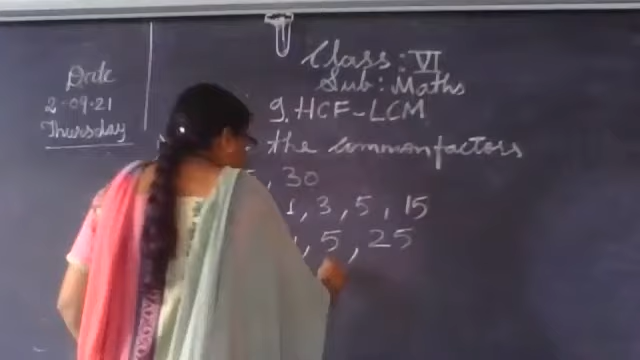 Date
2-09-21
Thursday
Class: VI
Sub: Maths
9. HCF-LCM
the common factors
, 30
1, 3, 5, 15
, 5, 25